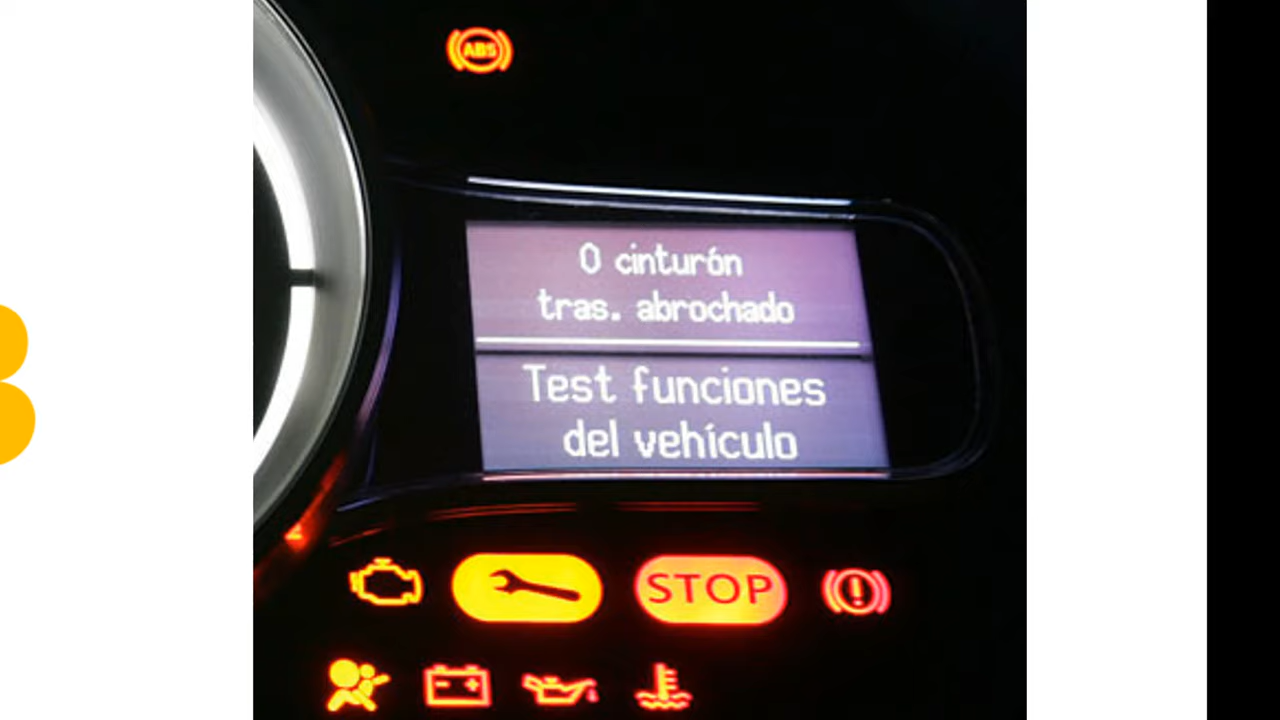 ABS
0 cinturón
tras. abrochado
Test funciones
del vehículo
STOP